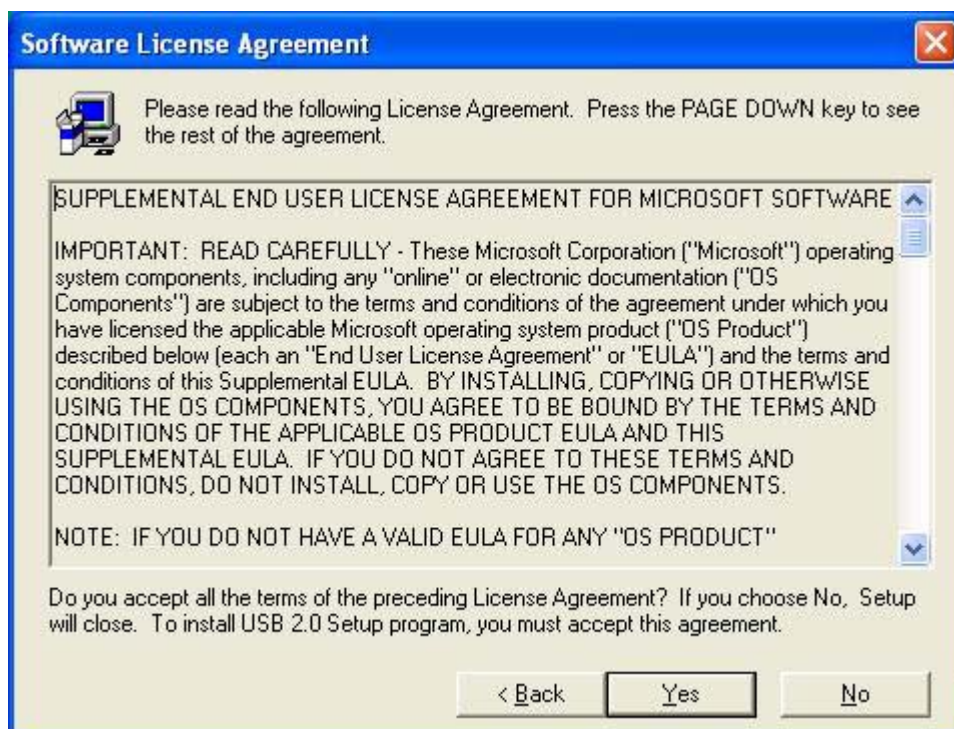 Software License Agreement
Please read the following License Agreement.  Press the PAGE DOWN key to see
the rest of the agreement.
SUPPLEMENTAL END USER LICENSE AGREEMENT FOR MICROSOFT SOFTWARE
IMPORTANT:  READ CAREFULLY - These Microsoft Corporation ("Microsoft") operating
system components, including any "online" or electronic documentation ("OS
Components") are subject to the terms and conditions of the agreement under which you
have licensed the applicable Microsoft operating system product ("OS Product")
described below (each an "End User License Agreement" or "EULA") and the terms and
conditions of this Supplemental EULA.  BY INSTALLING, COPYING OR OTHERWISE
USING THE OS COMPONENTS, YOU AGREE TO BE BOUND BY THE TERMS AND
CONDITIONS OF THE APPLICABLE OS PRODUCT EULA AND THIS
SUPPLEMENTAL EULA.  IF YOU DO NOT AGREE TO THESE TERMS AND
CONDITIONS, DO NOT INSTALL, COPY OR USE THE OS COMPONENTS.
NOTE:  IF YOU DO NOT HAVE A VALID EULA FOR ANY "OS PRODUCT"
Do you accept all the terms of the preceding License Agreement?  If you choose No,  Setup
will close.  To install USB 2.0 Setup program, you must accept this agreement.
< Back
Yes
No